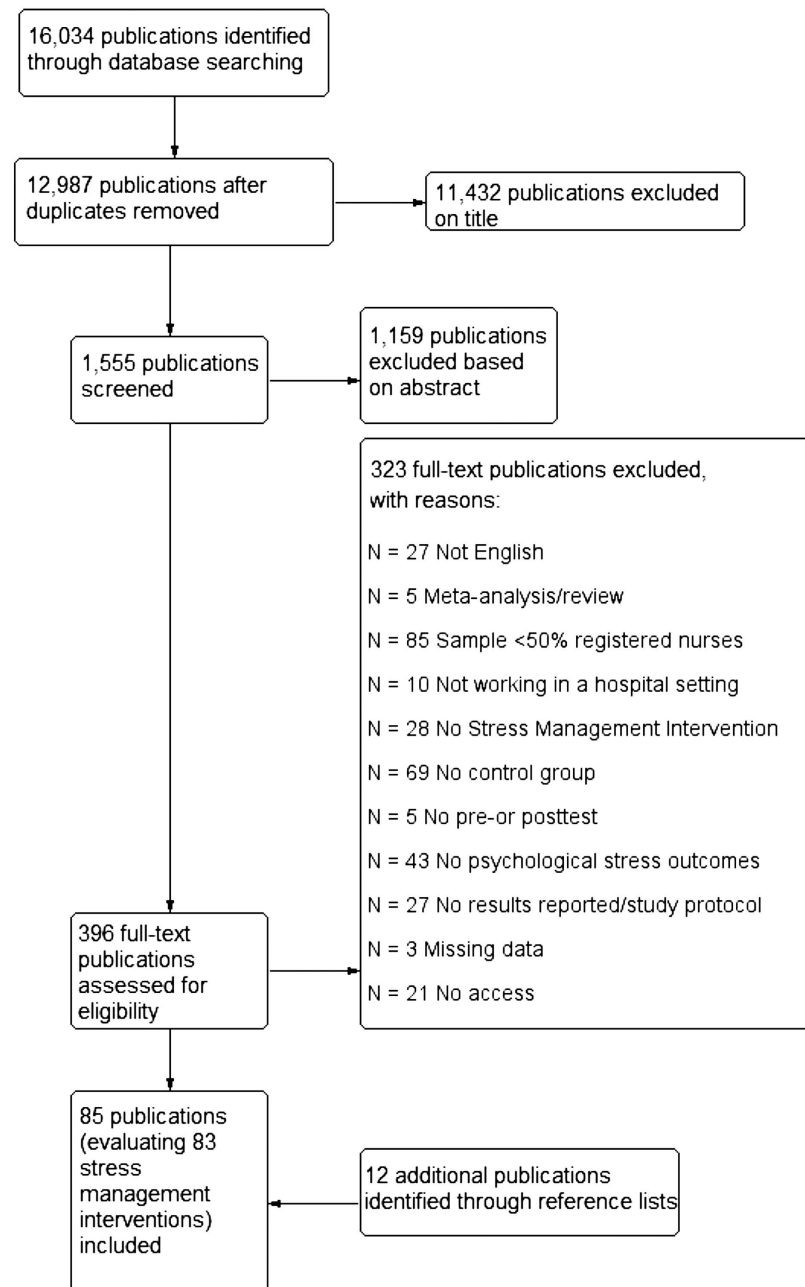 16,034 publications identified
through database searching
12,987 publications after
duplicates removed
11,432 publications excluded
on title
1,555 publications
screened
1,159 publications
excluded based
on abstract
323 full-text publications excluded,
with reasons:
N = 27 Not English
N = 5 Meta-analysis/review
N = 85 Sample <50% registered nurses
N = 10 Not working in a hospital setting
N = 28 No Stress Management Intervention
N = 69 No control group
N = 5 No pre-or posttest
N = 43 No psychological stress outcomes
N = 27 No results reported/study protocol
N = 3 Missing data
N = 21 No access
396 full-text
publications
assessed for
eligibility
85 publications
(evaluating 83
stress
management
interventions)
included
12 additional publications
identified through reference lists